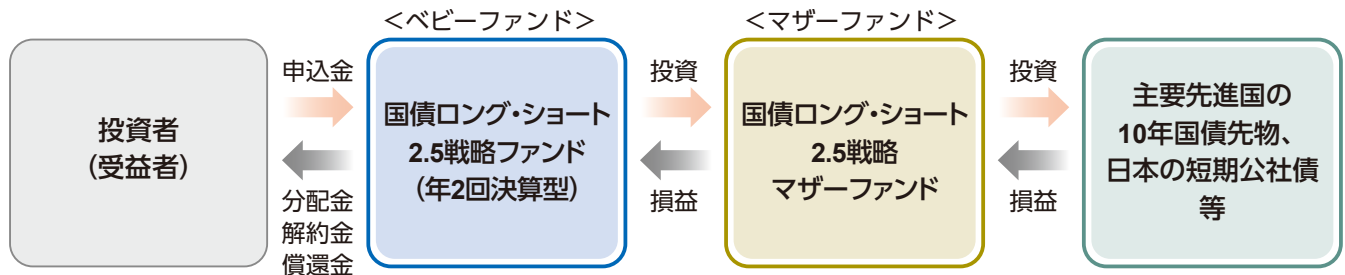 <ベビーファンド>
<マザーファンド>
投資者
(受益者)
申込金
分配金
解約金
償還金
国債ロング・ショート
2.5戦略ファンド
(年2回決算型)
投資
損益
国債ロング・ショート
2.5戦略
マザーファンド
投資
損益
主要先進国の
10年国債先物、
日本の短期公社債
等